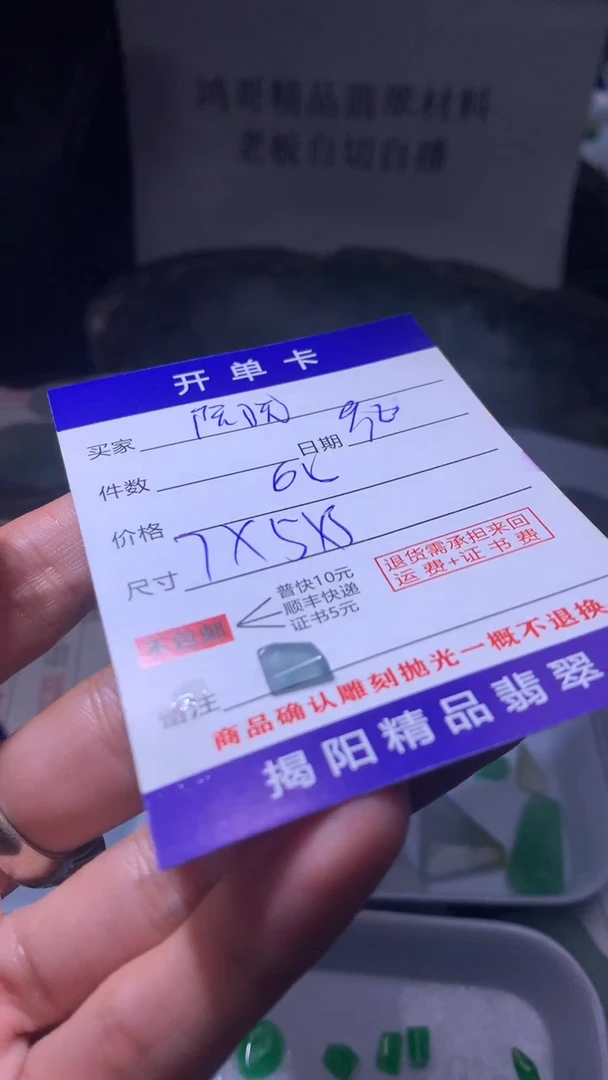 鸿哥精品翡翠材料
老板自切自播
开单卡
买家
日期
件数
价格
尺寸 7X5X5
退货需承担来回
运费+证书费
普快10元
顺丰快递
证书5元
不包邮
备注
商品确认雕刻抛光一概不退换
揭阳精品翡翠